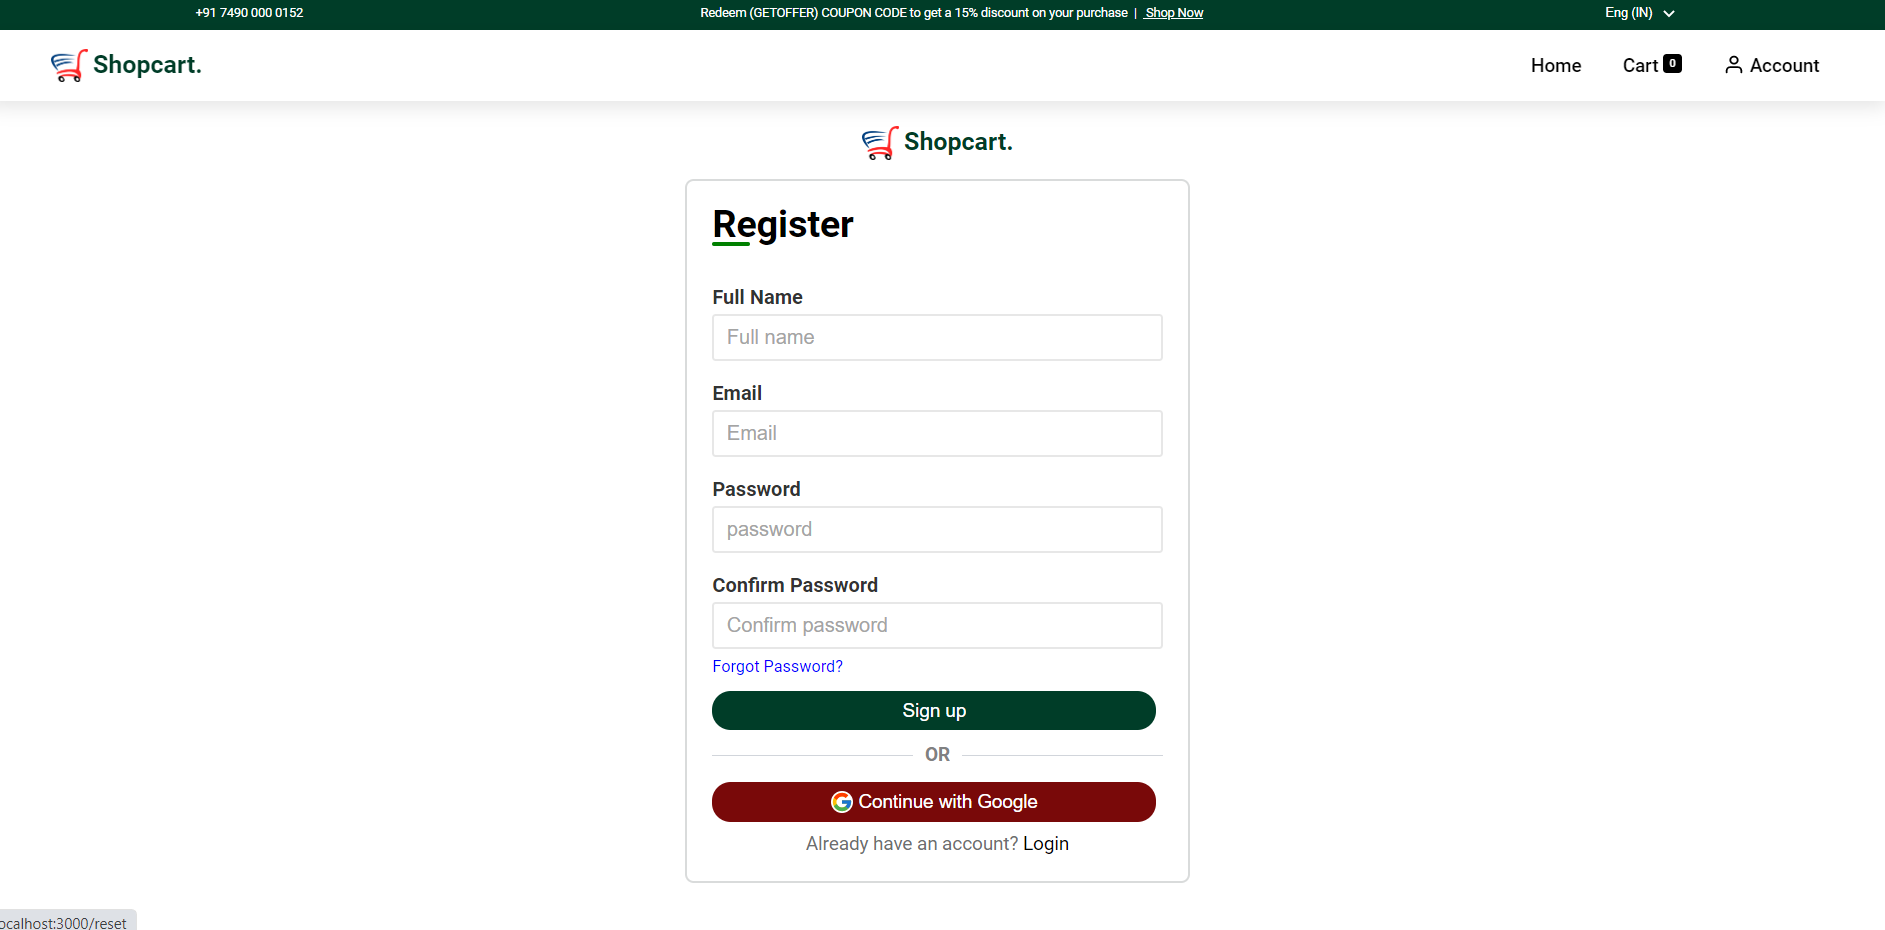 +91 7490 000 0152
Redeem (GETOFFER) COUPON CODE to get a 15% discount on your purchase | Shop Now
Eng (IN)
Shopcart.
Home
Cart 0
Account
Shopcart.
Register
Full Name
Full name
Email
Email
Password
password
Confirm Password
Confirm password
Forgot Password?
Sign up
OR
Continue with Google
Already have an account? Login
ocalhost:3000/reset